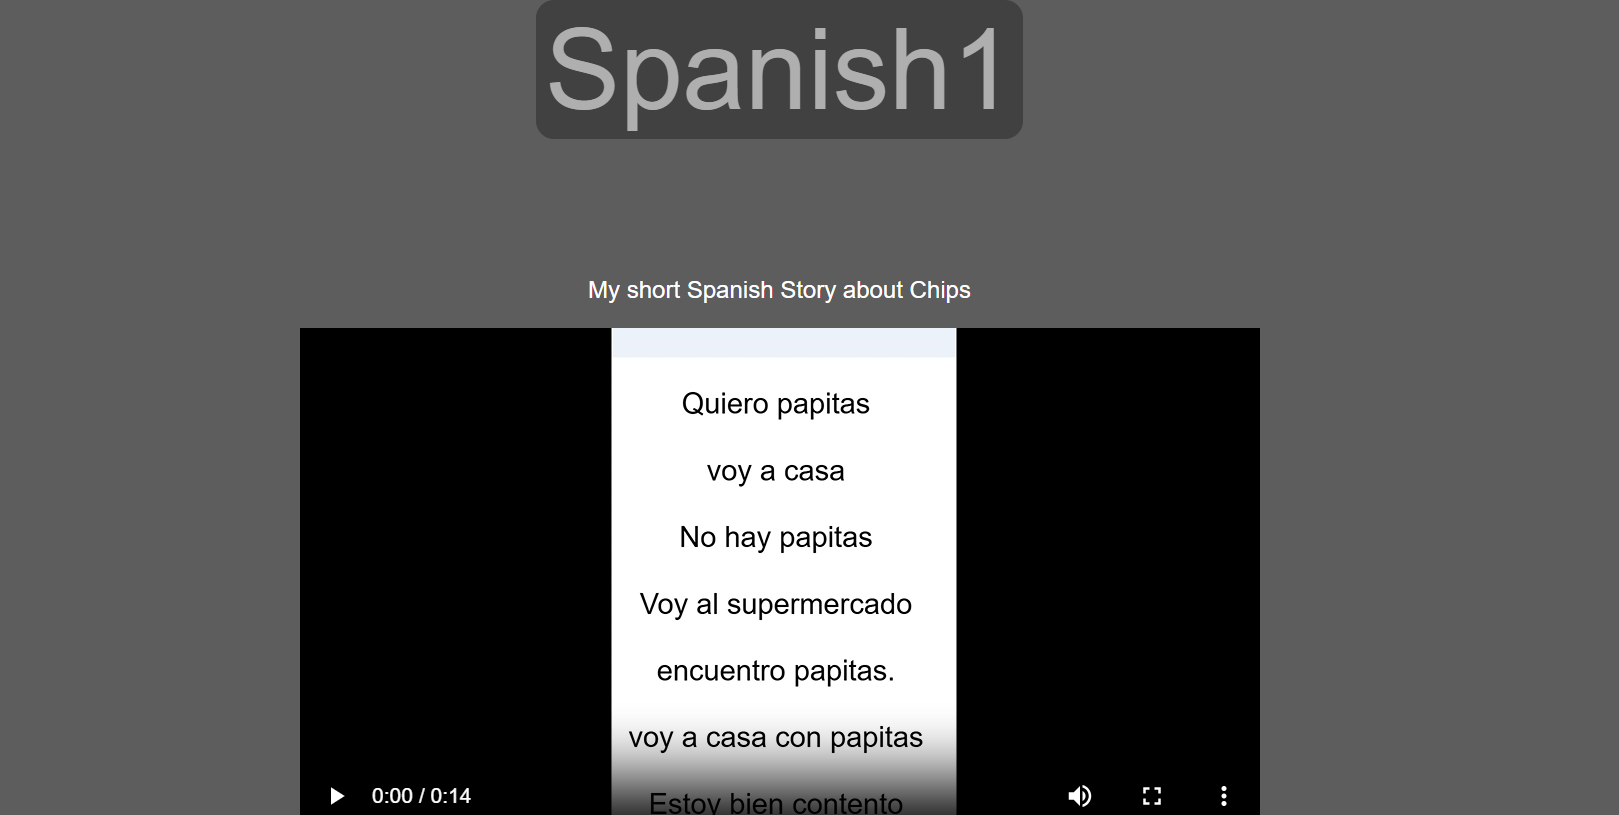 Spanish1
My short Spanish Story about Chips
Quiero papitas
voy a casa
No hay papitas
Voy al supermercado
encuentro papitas.
voy a casa con papitas
Estoy bien contento
0:00 / 0:14